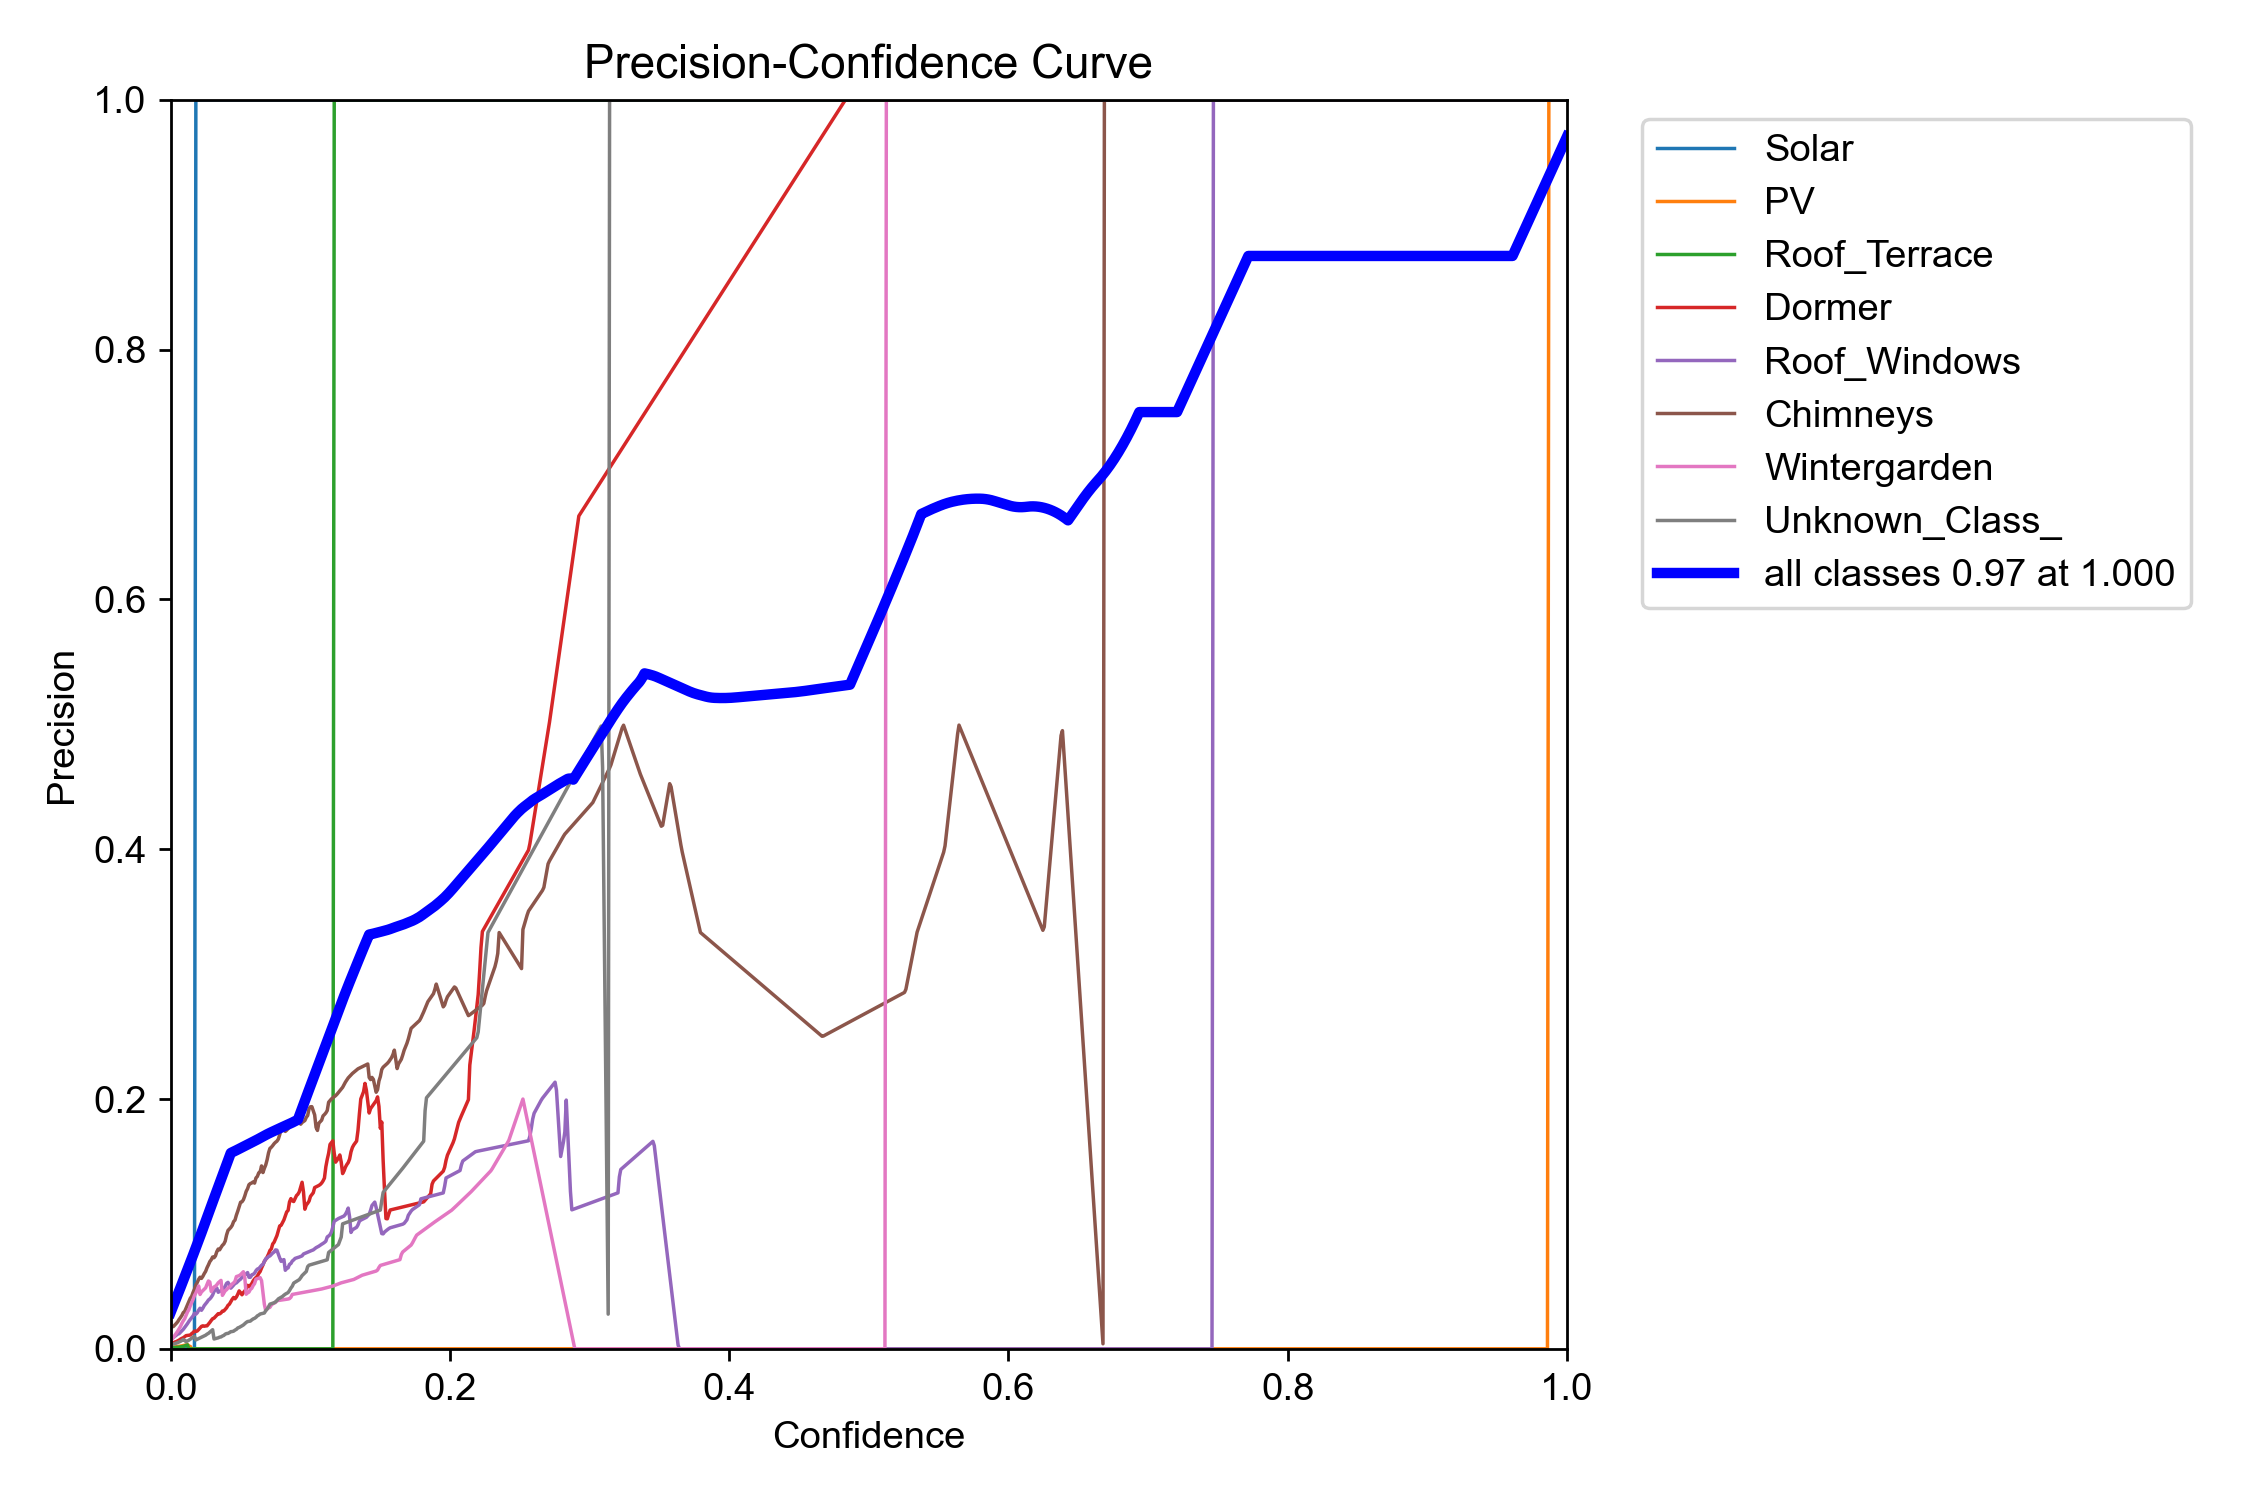 Precision-Confidence Curve
1.0
0.8
0.6
0.4
0.2
0.0
Precision
0.0 0.2 0.4 0.6 0.8 1.0
Confidence
Solar
PV
Roof_Terrace
Dormer
Roof_Windows
Chimneys
Wintergarden
Unknown_Class_
all classes 0.97 at 1.000